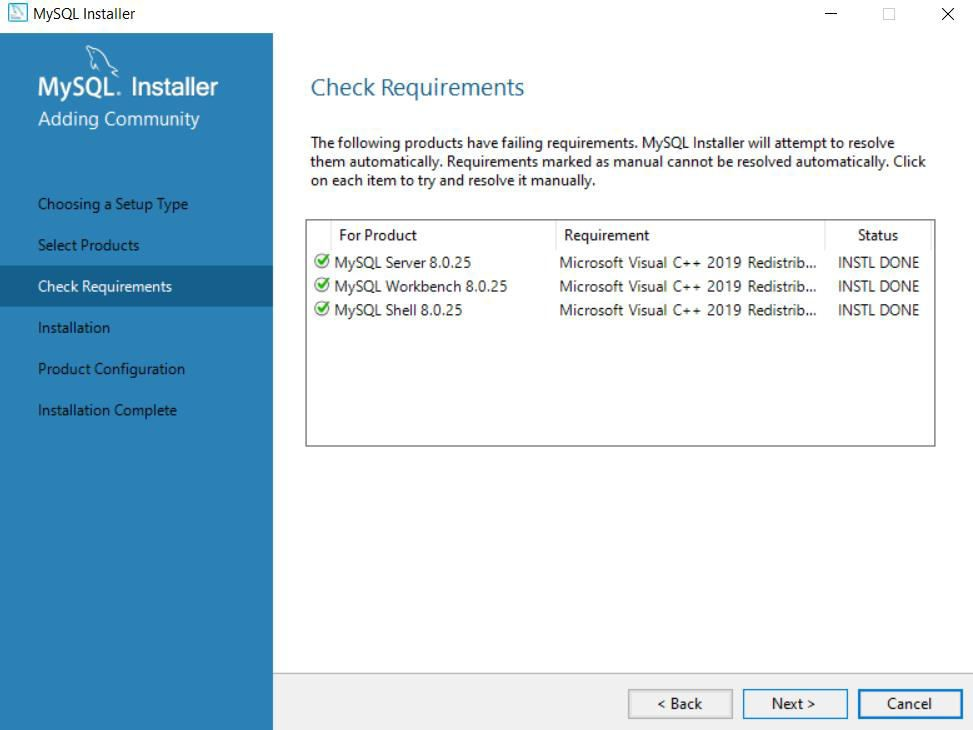 MySQL Installer
MySQL. Installer
Adding Community
Choosing a Setup Type
Select Products
Check Requirements
Installation
Product Configuration
Installation Complete
Check Requirements
The following products have failing requirements. MySQL Installer will attempt to resolve
them automatically. Requirements marked as manual cannot be resolved automatically. Click
on each item to try and resolve it manually.
For Product Requirement Status
MySQL Server 8.0.25 Microsoft Visual C++ 2019 Redistrib... INSTL DONE
MySQL Workbench 8.0.25 Microsoft Visual C++ 2019 Redistrib... INSTL DONE
MySQL Shell 8.0.25 Microsoft Visual C++ 2019 Redistrib... INSTL DONE
< Back Next > Cancel